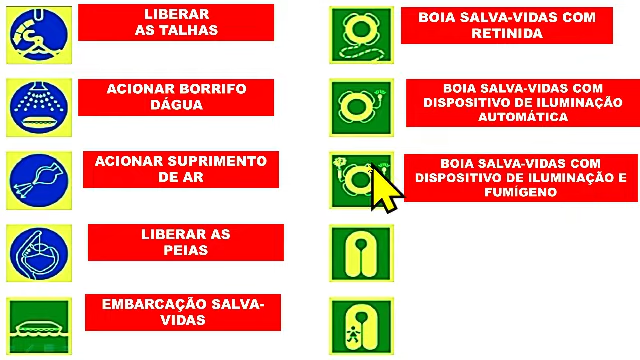 LIBERAR
AS TALHAS
ACIONAR BORRIFO
DÁGUA
ACIONAR SUPRIMENTO
DE AR
LIBERAR AS
PEIAS
EMBARCAÇÃO SALVA-
VIDAS
BOIA SALVA-VIDAS COM
RETINIDA
BOIA SALVA-VIDAS COM
DISPOSITIVO DE ILUMINAÇÃO
AUTOMÁTICA
BOIA SALVA-VIDAS COM
DISPOSITIVO DE ILUMINAÇÃO E
FUMÍGENO